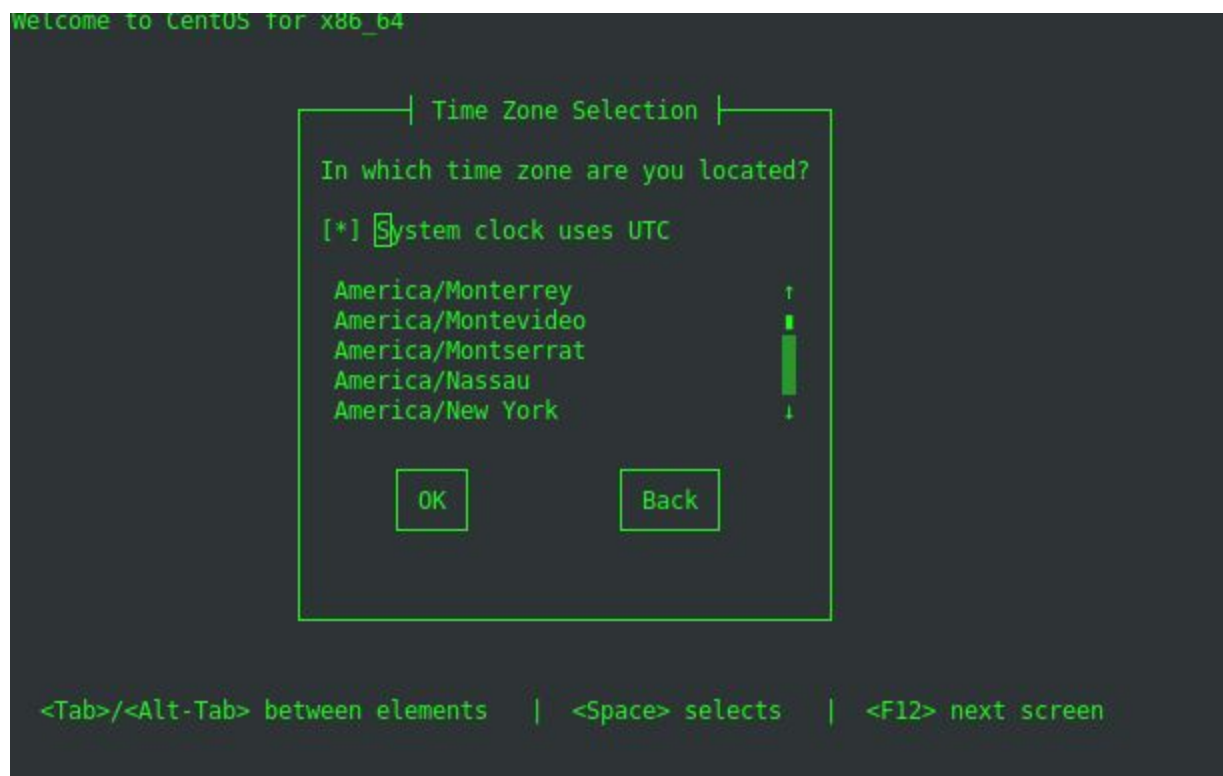 Welcome to CentOS for x86_64
Time Zone Selection
In which time zone are you located?
[*] System clock uses UTC
America/Monterrey ↑
America/Montevideo
America/Montserrat
America/Nassau
America/New York ↓
OK Back
<Tab>/<Alt-Tab> between elements | <Space> selects | <F12> next screen